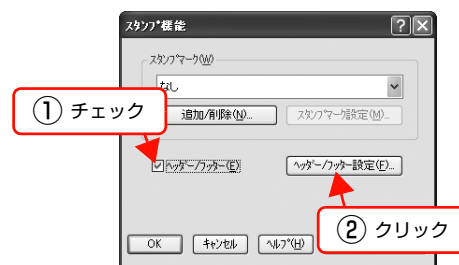 スタンプ機能
スタンプマーク(W)
なし
① チェック
追加/削除(N)...
スタンプマーク設定(M)...
ヘッダー/フッター(E)
ヘッダー/フッター設定(F)...
② クリック
OK
キャンセル
ヘルプ(H)